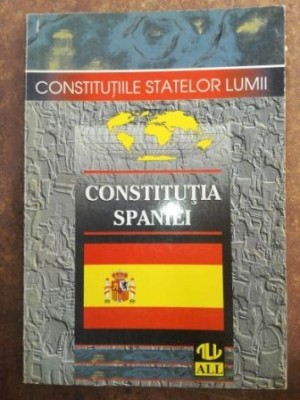 CONSTITUȚIILE STATELOR LUMII
CONSTITUȚIA
SPANIEI
ALL